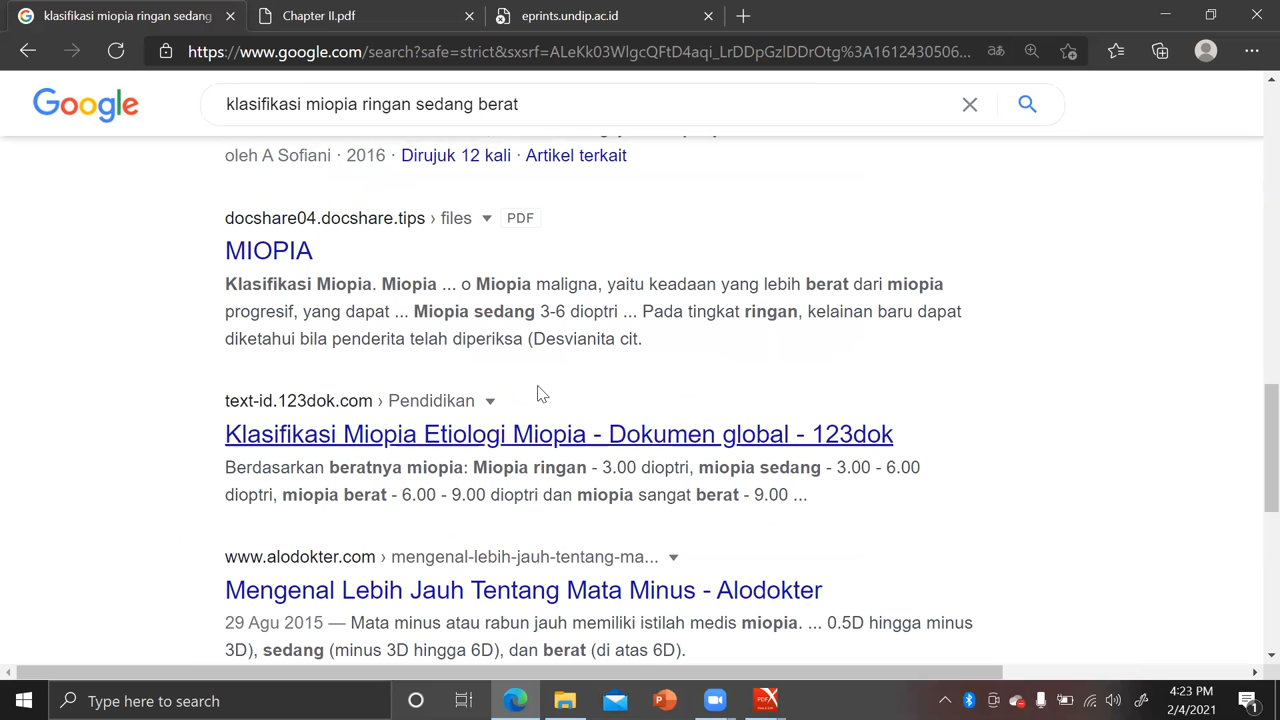 klasifikasi miopia ringan sedang
Chapter II.pdf
eprints.undip.ac.id
https://www.google.com/search?safe=strict&sxsrf=ALeKk03WlgcQFtD4aqi_LrDDpGzlDDrOtg%3A1612430506...
Google
klasifikasi miopia ringan sedang berat
oleh A Sofiani · 2016 · Dirujuk 12 kali · Artikel terkait
docshare04.docshare.tips › files PDF
MIOPIA
Klasifikasi Miopia. Miopia ... o Miopia maligna, yaitu keadaan yang lebih berat dari miopia
progresif, yang dapat ... Miopia sedang 3-6 dioptri ... Pada tingkat ringan, kelainan baru dapat
diketahui bila penderita telah diperiksa (Desvianita cit.
text-id.123dok.com › Pendidikan
Klasifikasi Miopia Etiologi Miopia - Dokumen global - 123dok
Berdasarkan beratnya miopia: Miopia ringan - 3.00 dioptri, miopia sedang - 3.00 - 6.00
dioptri, miopia berat - 6.00 - 9.00 dioptri dan miopia sangat berat - 9.00 ...
www.alodokter.com › mengenal-lebih-jauh-tentang-ma...
Mengenal Lebih Jauh Tentang Mata Minus - Alodokter
29 Agu 2015 — Mata minus atau rabun jauh memiliki istilah medis miopia. ... 0.5D hingga minus
3D), sedang (minus 3D hingga 6D), dan berat (di atas 6D).
Type here to search
4:23 PM
2/4/2021
1